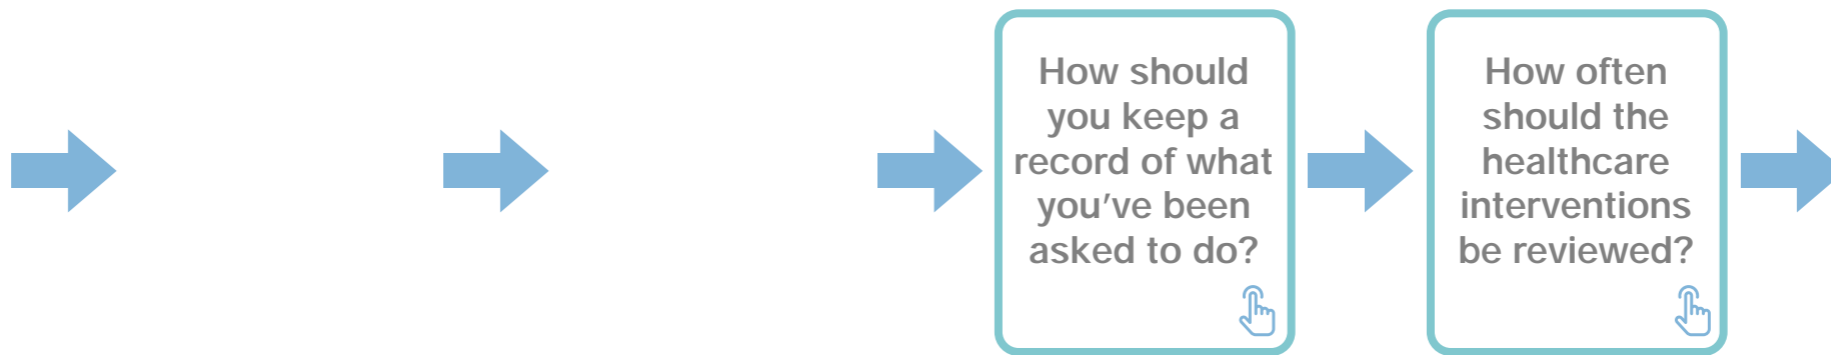 How should
you keep a
record of what
you’ve been
asked to do?
How often
should the
healthcare
interventions
be reviewed?